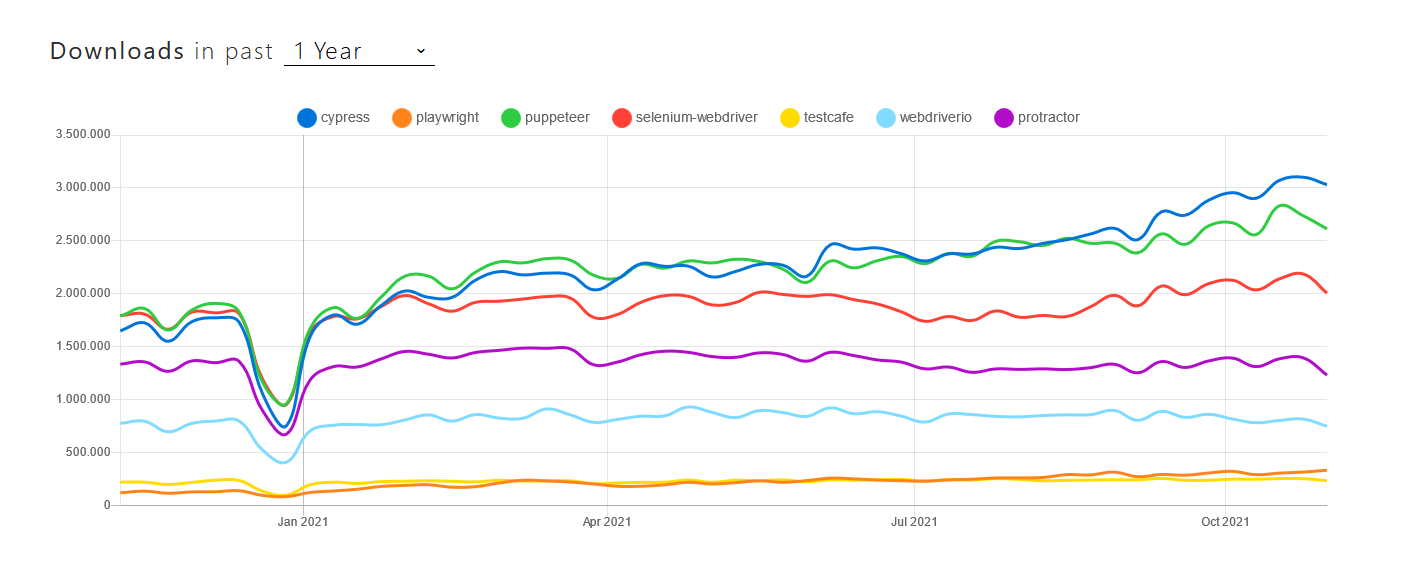 Downloads in past 1 Year
cypress playwright puppeteer selenium-webdriver testcafe webdriverio protractor
3.500.000
3.000.000
2.500.000
2.000.000
1.500.000
1.000.000
500.000
0
Jan 2021 Apr 2021 Jul 2021 Oct 2021